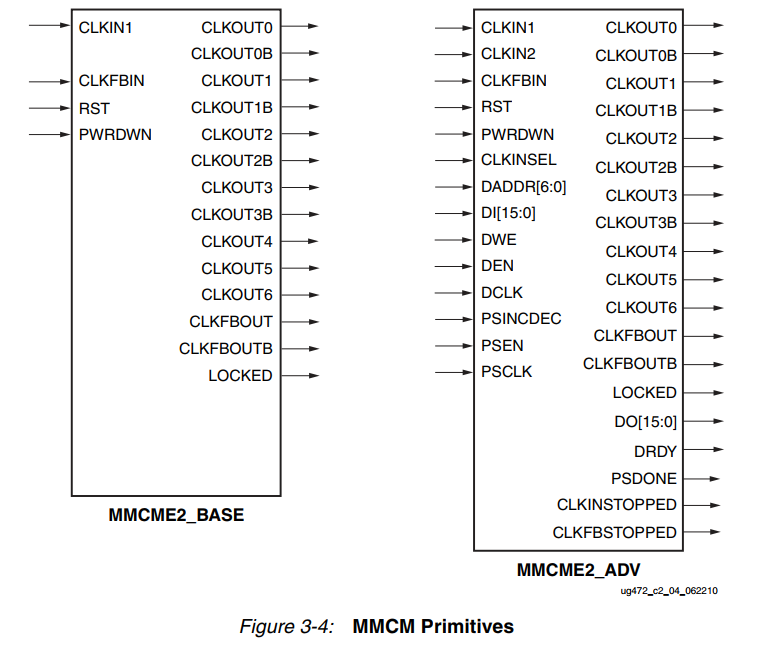 CLKIN1
CLKFBIN
RST
PWRDWN
CLKOUT0
CLKOUT0B
CLKOUT1
CLKOUT1B
CLKOUT2
CLKOUT2B
CLKOUT3
CLKOUT3B
CLKOUT4
CLKOUT5
CLKOUT6
CLKFBOUT
CLKFBOUTB
LOCKED
MMCME2_BASE
CLKIN1
CLKIN2
CLKFBIN
RST
PWRDWN
CLKINSEL
DADDR[6:0]
DI[15:0]
DWE
DEN
DCLK
PSINCDEC
PSEN
PSCLK
CLKOUT0
CLKOUT0B
CLKOUT1
CLKOUT1B
CLKOUT2
CLKOUT2B
CLKOUT3
CLKOUT3B
CLKOUT4
CLKOUT5
CLKOUT6
CLKFBOUT
CLKFBOUTB
LOCKED
DO[15:0]
DRDY
PSDONE
CLKINSTOPPED
CLKFBSTOPPED
MMCME2_ADV
ug472_c2_04_062210
Figure 3-4: MMCM Primitives